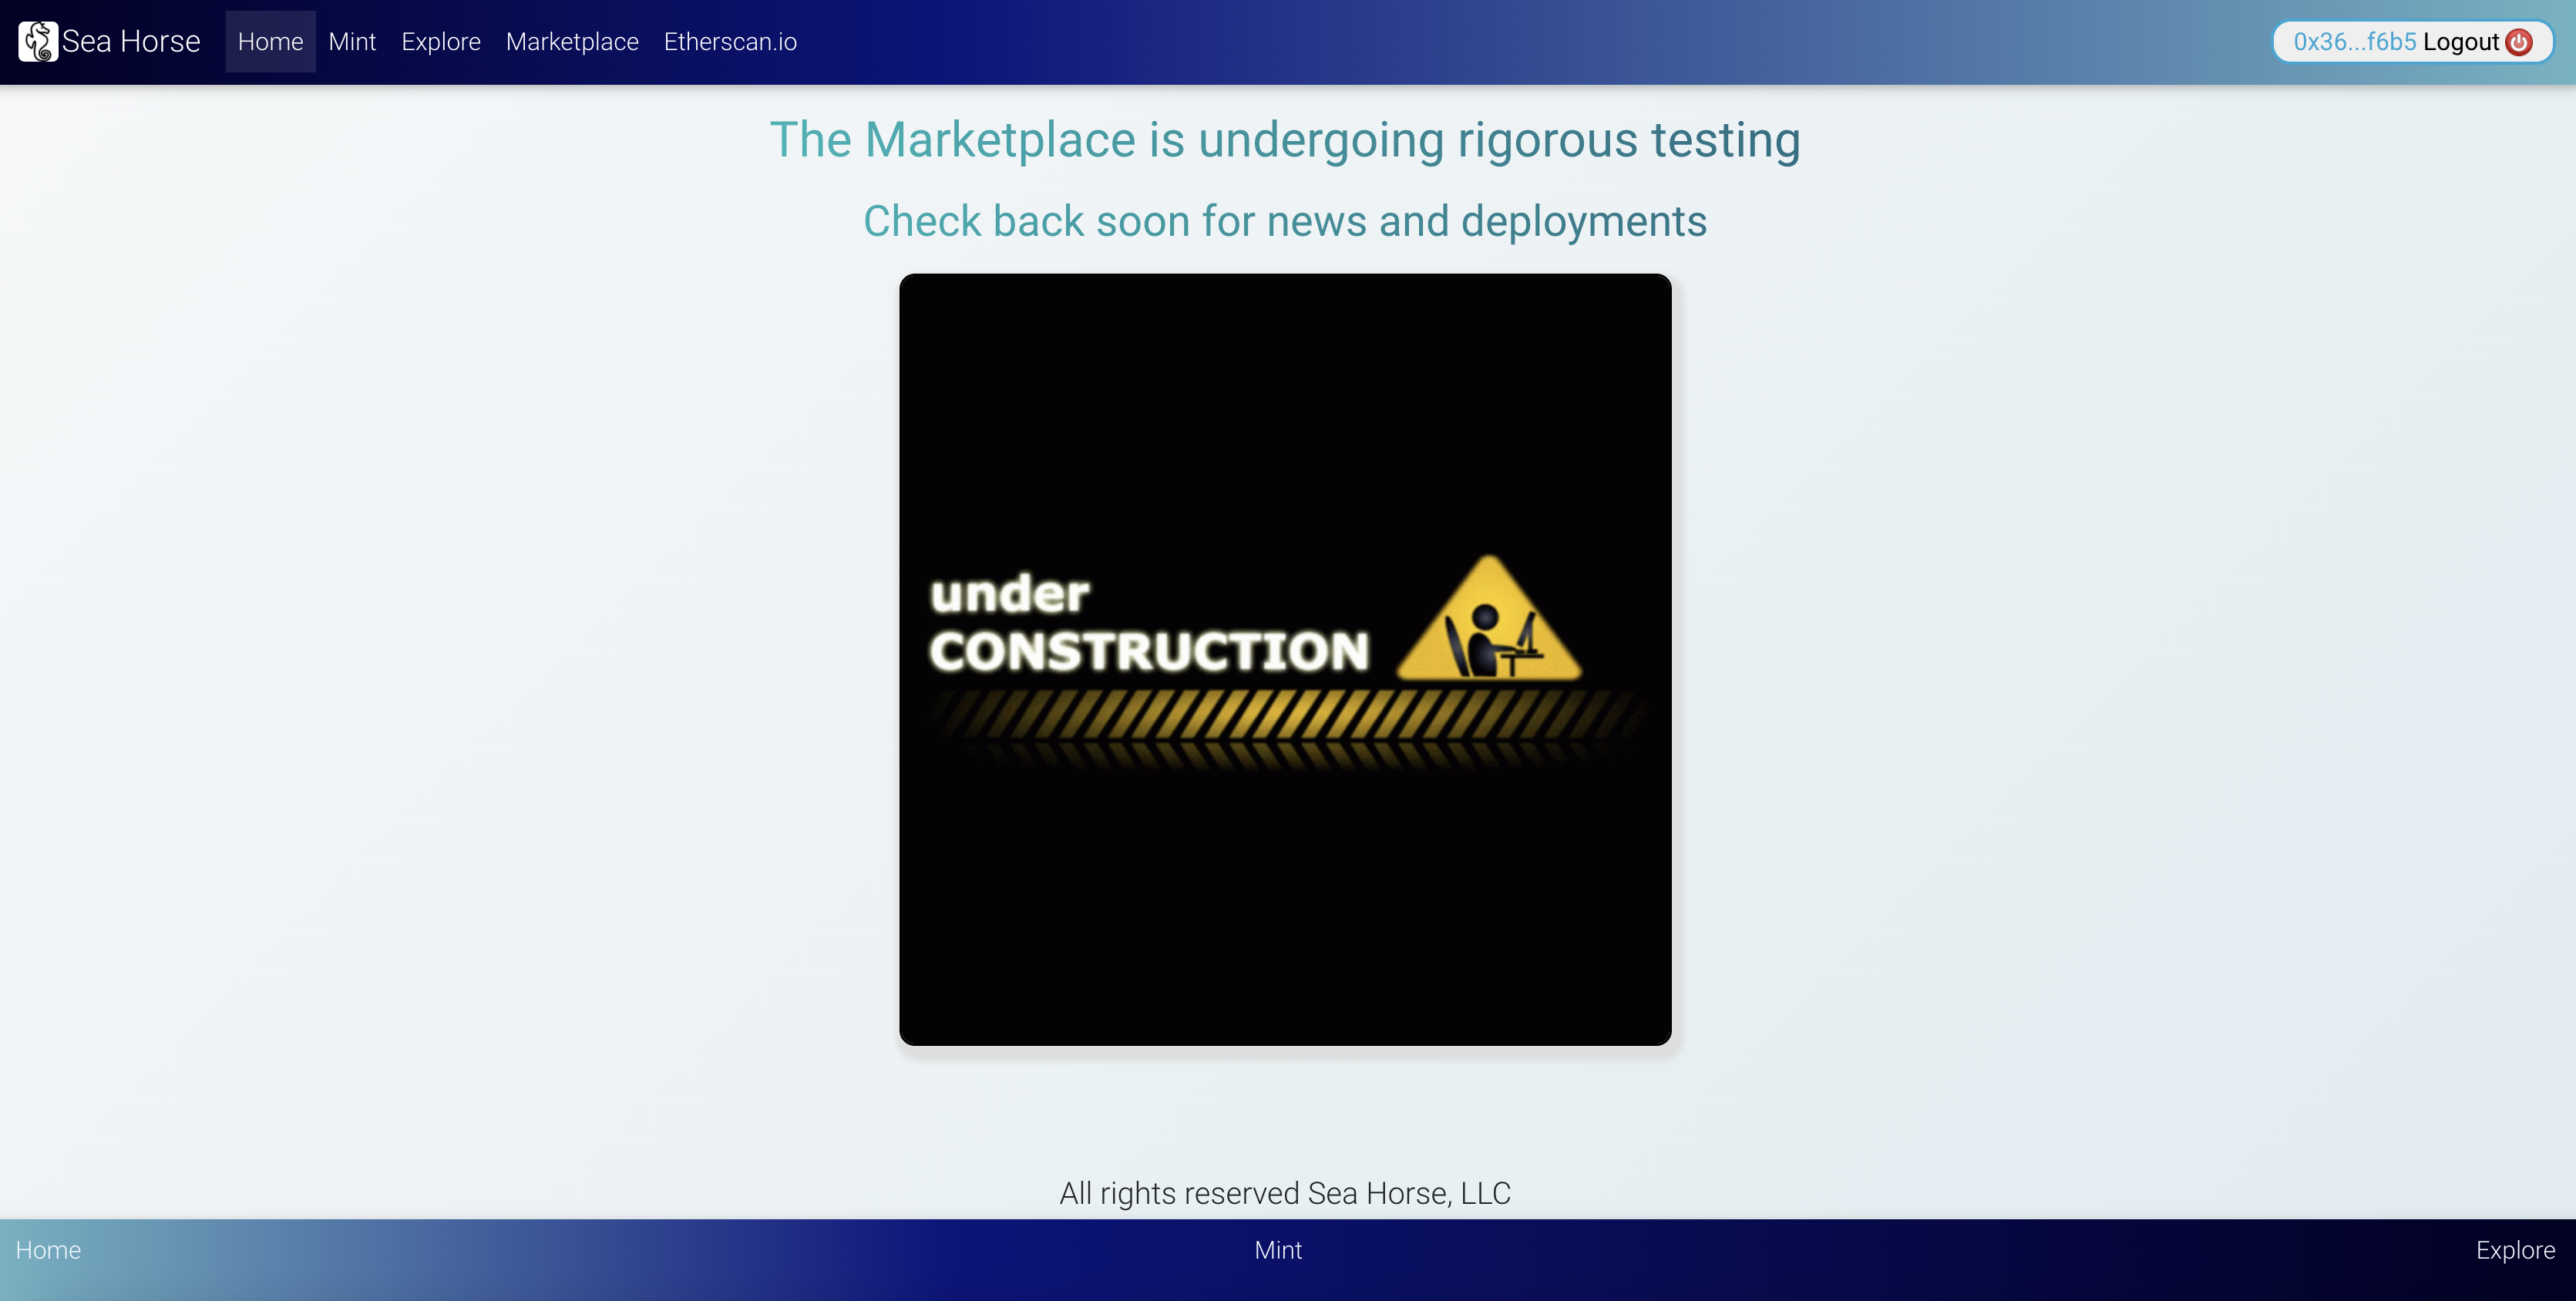 Sea Horse Home Mint Explore Marketplace Etherscan.io 0x36...f6b5 Logout
The Marketplace is undergoing rigorous testing
Check back soon for news and deployments
under
CONSTRUCTION
All rights reserved Sea Horse, LLC
Home Mint Explore